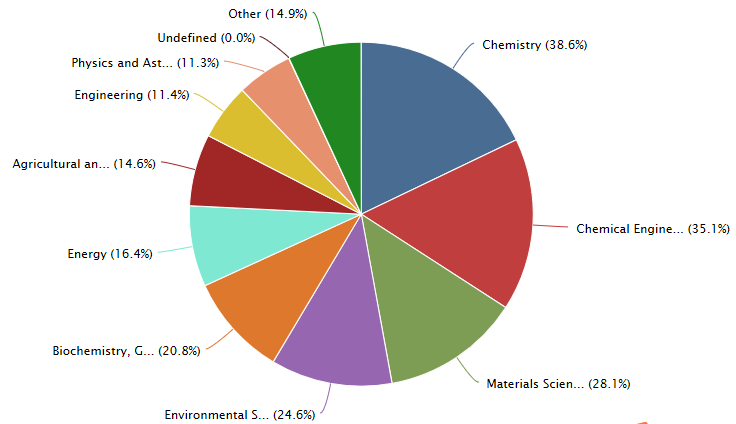 Other (14.9%)
Undefined (0.0%)
Chemistry (38.6%)
Physics and Ast... (11.3%)
Engineering (11.4%)
Agricultural an... (14.6%)
Chemical Engine... (35.1%)
Energy (16.4%)
Biochemistry, G... (20.8%)
Materials Scien... (28.1%)
Environmental S... (24.6%)